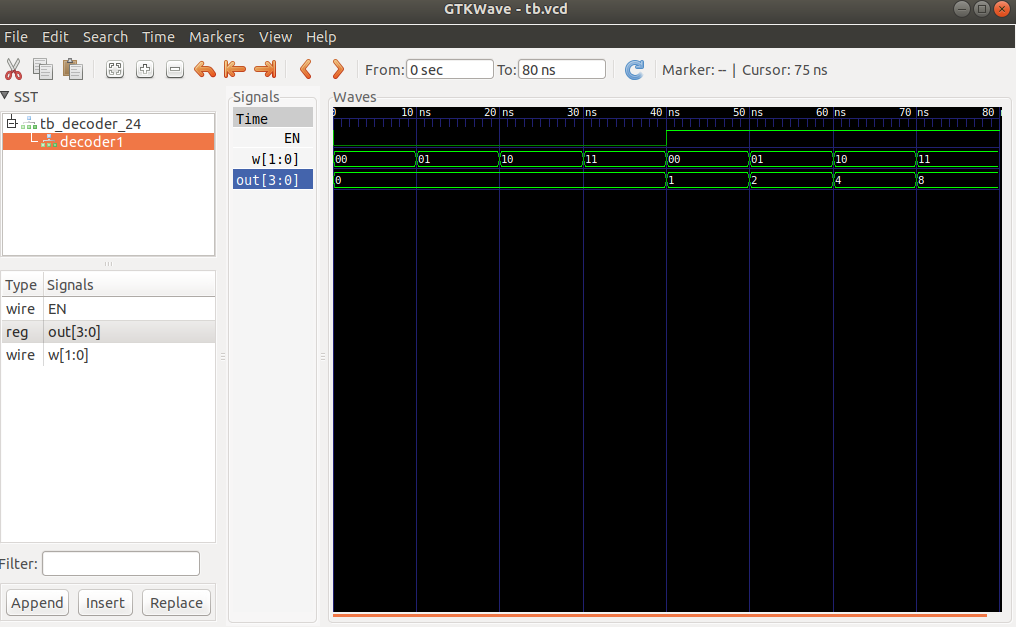 GTKWave - tb.vcd
File Edit Search Time Markers View Help
From: 0 sec To: 80 ns Marker: -- | Cursor: 75 ns
SST
tb_decoder_24
decoder1
Type Signals
wire EN
reg out[3:0]
wire w[1:0]
Filter:
Append Insert Replace
Signals
Time
EN
w[1:0]
out[3:0]
Waves
0 10 ns 20 ns 30 ns 40 ns 50 ns 60 ns 70 ns 80
00 01 10 11 00 01 10 11
0 1 2 4 8